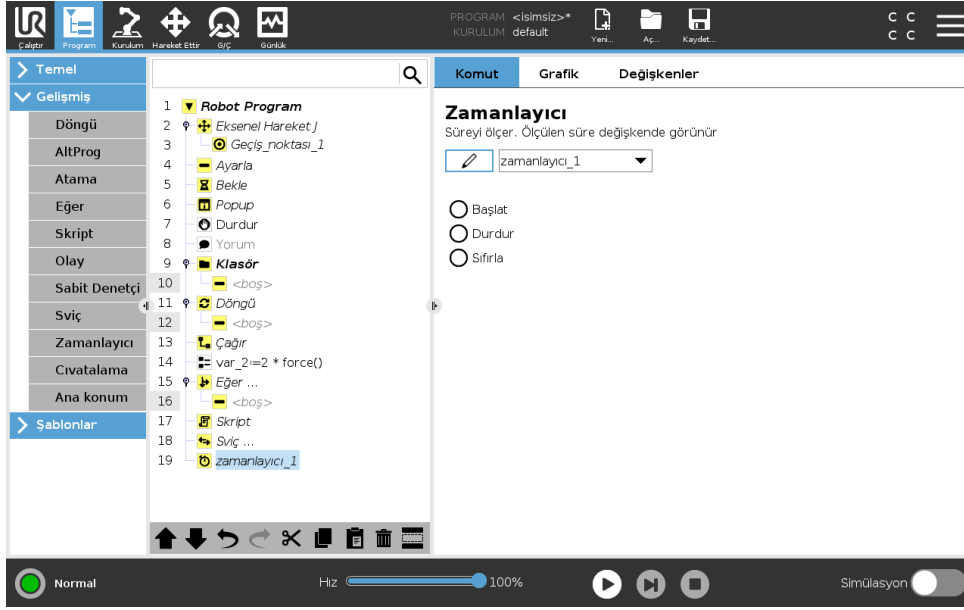 PROGRAM <isimsiz>*
KURULUM default
Yeni...
Aç...
Kaydet...
C C
C C
Çalıştır
Program
Kurulum
Hareket Ettir
G/Ç
Günlük
Temel
Gelişmiş
Döngü
AltProg
Atama
Eğer
Skript
Olay
Sabit Denetçi
Sviç
Zamanlayıcı
Cıvatalama
Ana konum
Şablonlar
1 Robot Program
2 Eksenel Hareket J
3 Geçiş_noktası_1
4 Ayarla
5 Bekle
6 Popup
7 Durdur
8 Yorum
9 Klasör
10 <boş>
11 Döngü
12 <boş>
13 Çağır
14 var_2:=2 * force()
15 Eğer ...
16 <boş>
17 Skript
18 Sviç ...
19 zamanlayıcı_1
Komut Grafik Değişkenler
Zamanlayıcı
Süreyi ölçer. Ölçülen süre değişkende görünür
zamanlayıcı_1
Başlat
Durdur
Sıfırla
Normal
Hız 100%
Simülasyon